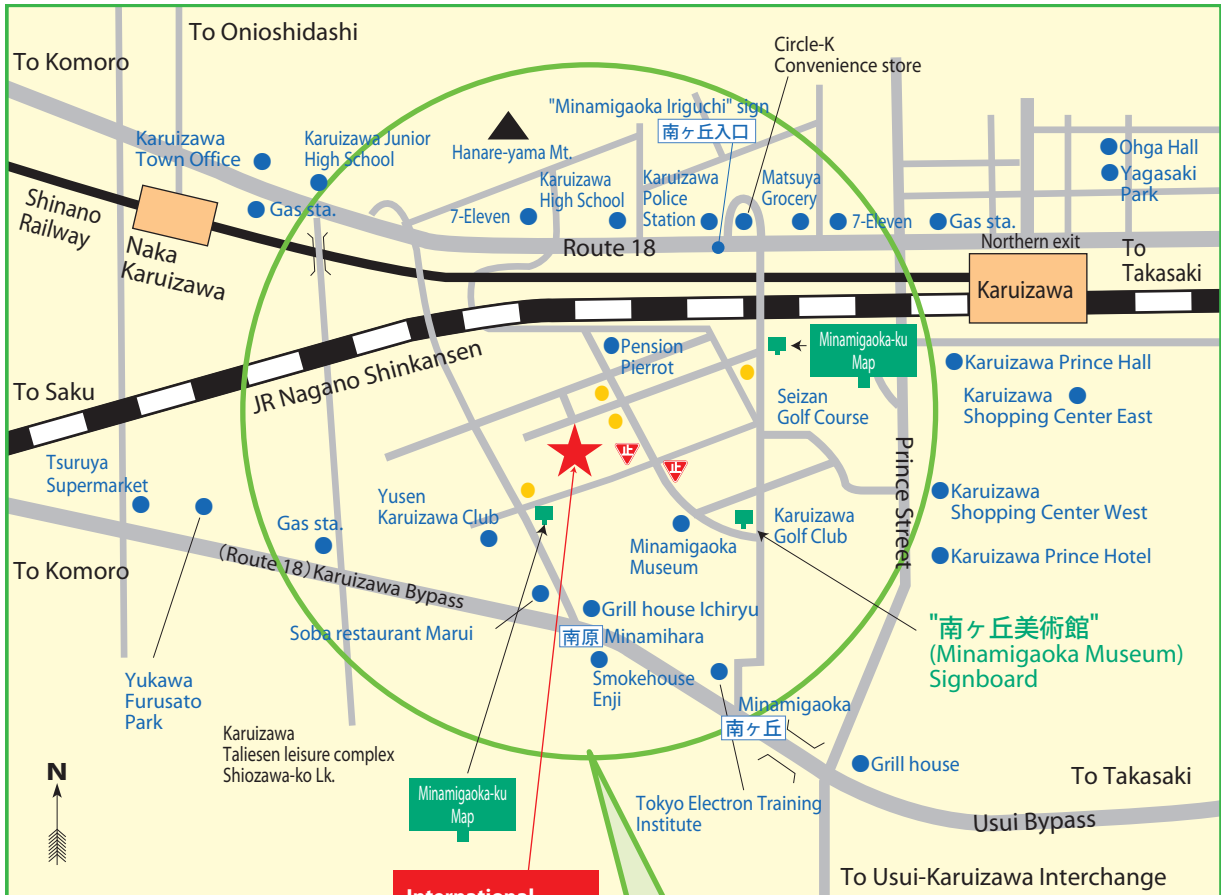 To Onioshidashi
To Komoro
Circle-K
Convenience store
"Minamigaoka Iriguchi" sign
南ヶ丘入口
Karuizawa
Town Office
Karuizawa Junior
High School
Hanare-yama Mt.
Ohga Hall
Yagasaki
Park
Shinano
Railway
Gas sta.
7-Eleven
Karuizawa
High School
Karuizawa
Police
Station
Matsuya
Grocery
7-Eleven
Gas sta.
Naka
Karuizawa
Route 18
Northern exit
Karuizawa
To
Takasaki
JR Nagano Shinkansen
To Saku
Pension
Pierrot
Minamigaoka-ku
Map
Seizan
Golf Course
Karuizawa Prince Hall
Karuizawa
Shopping Center East
Prince Street
止
止
Tsuruya
Supermarket
Gas sta.
Yusen
Karuizawa Club
Minamigaoka
Museum
Karuizawa
Golf Club
Karuizawa
Shopping Center West
Karuizawa Prince Hotel
To Komoro
(Route 18) Karuizawa Bypass
Soba restaurant Marui
Grill house Ichiryu
南原 Minamihara
Smokehouse
Enji
"南ヶ丘美術館"
(Minamigaoka Museum)
Signboard
Yukawa
Furusato
Park
Minamigaoka
南ヶ丘
Karuizawa
Taliesen leisure complex
Shiozawa-ko Lk.
N
Minamigaoka-ku
Map
Tokyo Electron Training
Institute
Grill house
To Takasaki
Usui Bypass
To Usui-Karuizawa Interchange
International